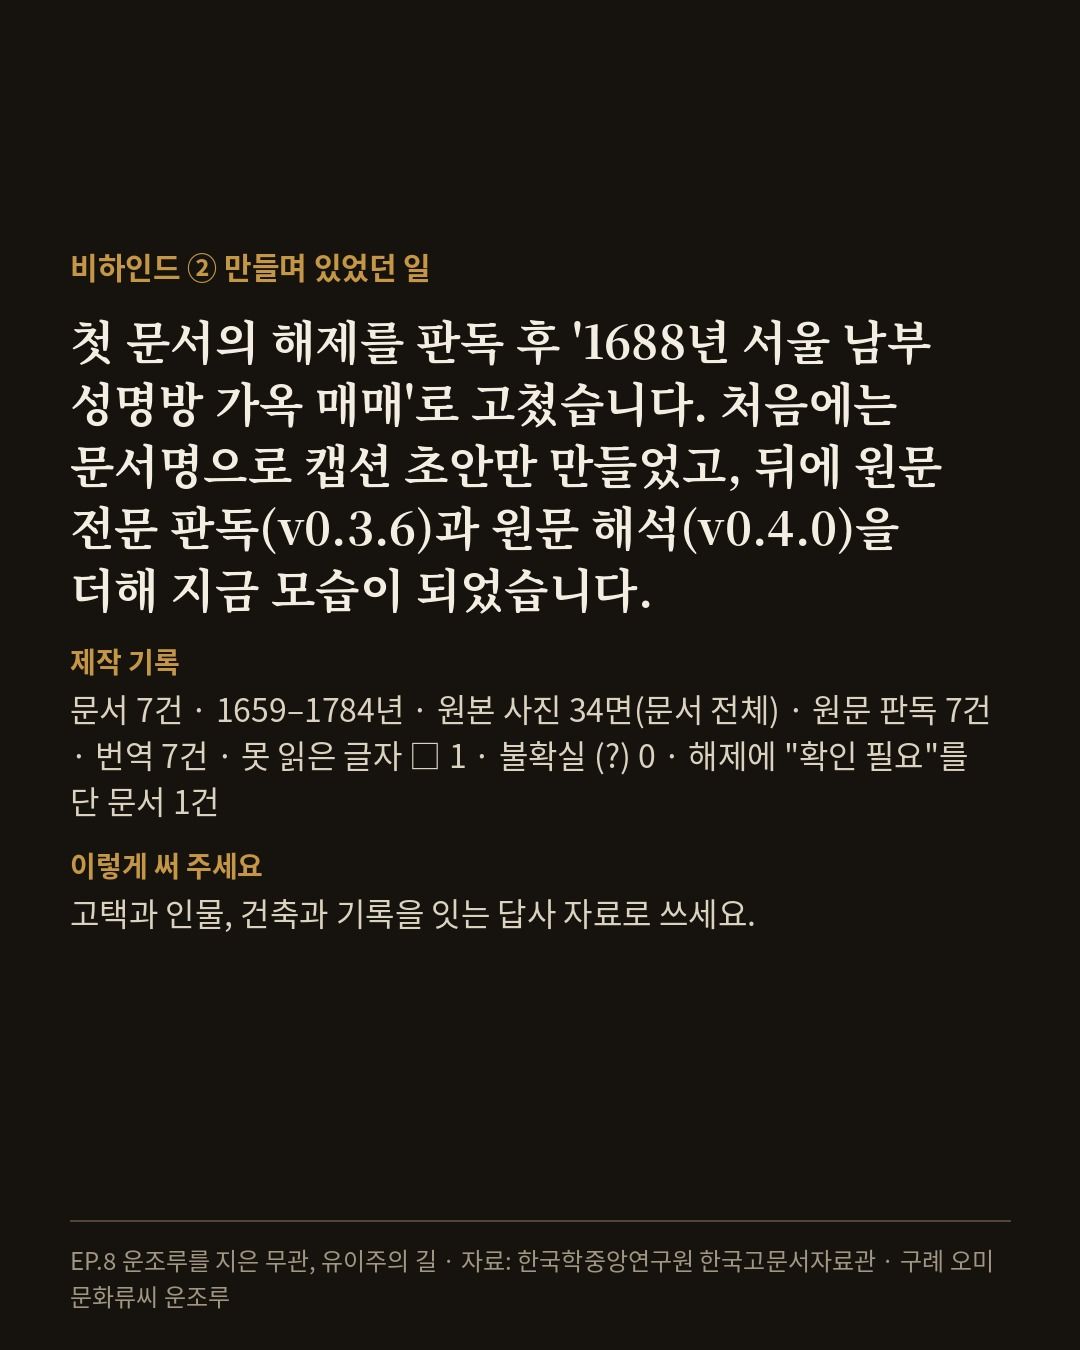 비하인드 ② 만들며 있었던 일
첫 문서의 해제를 판독 후 '1688년 서울 남부
성명방 가옥 매매'로 고쳤습니다. 처음에는
문서명으로 캡션 초안만 만들었고, 뒤에 원문
전문 판독(v0.3.6)과 원문 해석(v0.4.0)을
더해 지금 모습이 되었습니다.
제작 기록
문서 7건 · 1659–1784년 · 원본 사진 34면(문서 전체) · 원문 판독 7건
· 번역 7건 · 못 읽은 글자 □ 1 · 불확실 (?) 0 · 해제에 "확인 필요"를
단 문서 1건
이렇게 써 주세요
고택과 인물, 건축과 기록을 잇는 답사 자료로 쓰세요.
EP.8 운조루를 지은 무관, 유이주의 길 · 자료: 한국학중앙연구원 한국고문서자료관 · 구례 오미
문화류씨 운조루